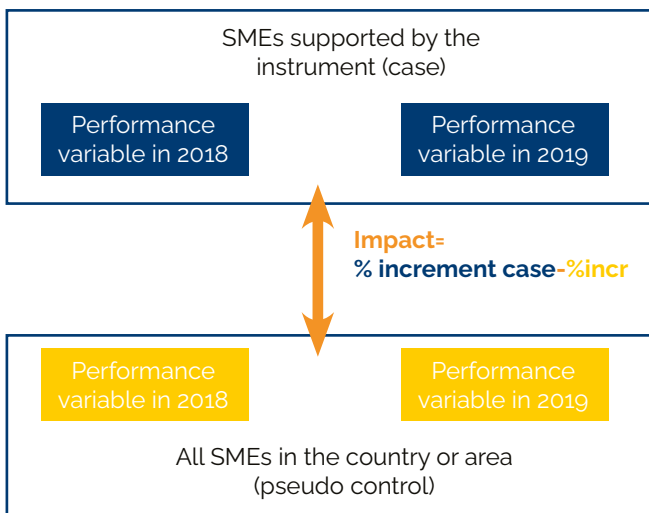 SMEs supported by the
instrument (case)
Performance
variable in 2018
Performance
variable in 2019
Impact=
% increment case-%incr
Performance
variable in 2018
Performance
variable in 2019
All SMEs in the country or area
(pseudo control)